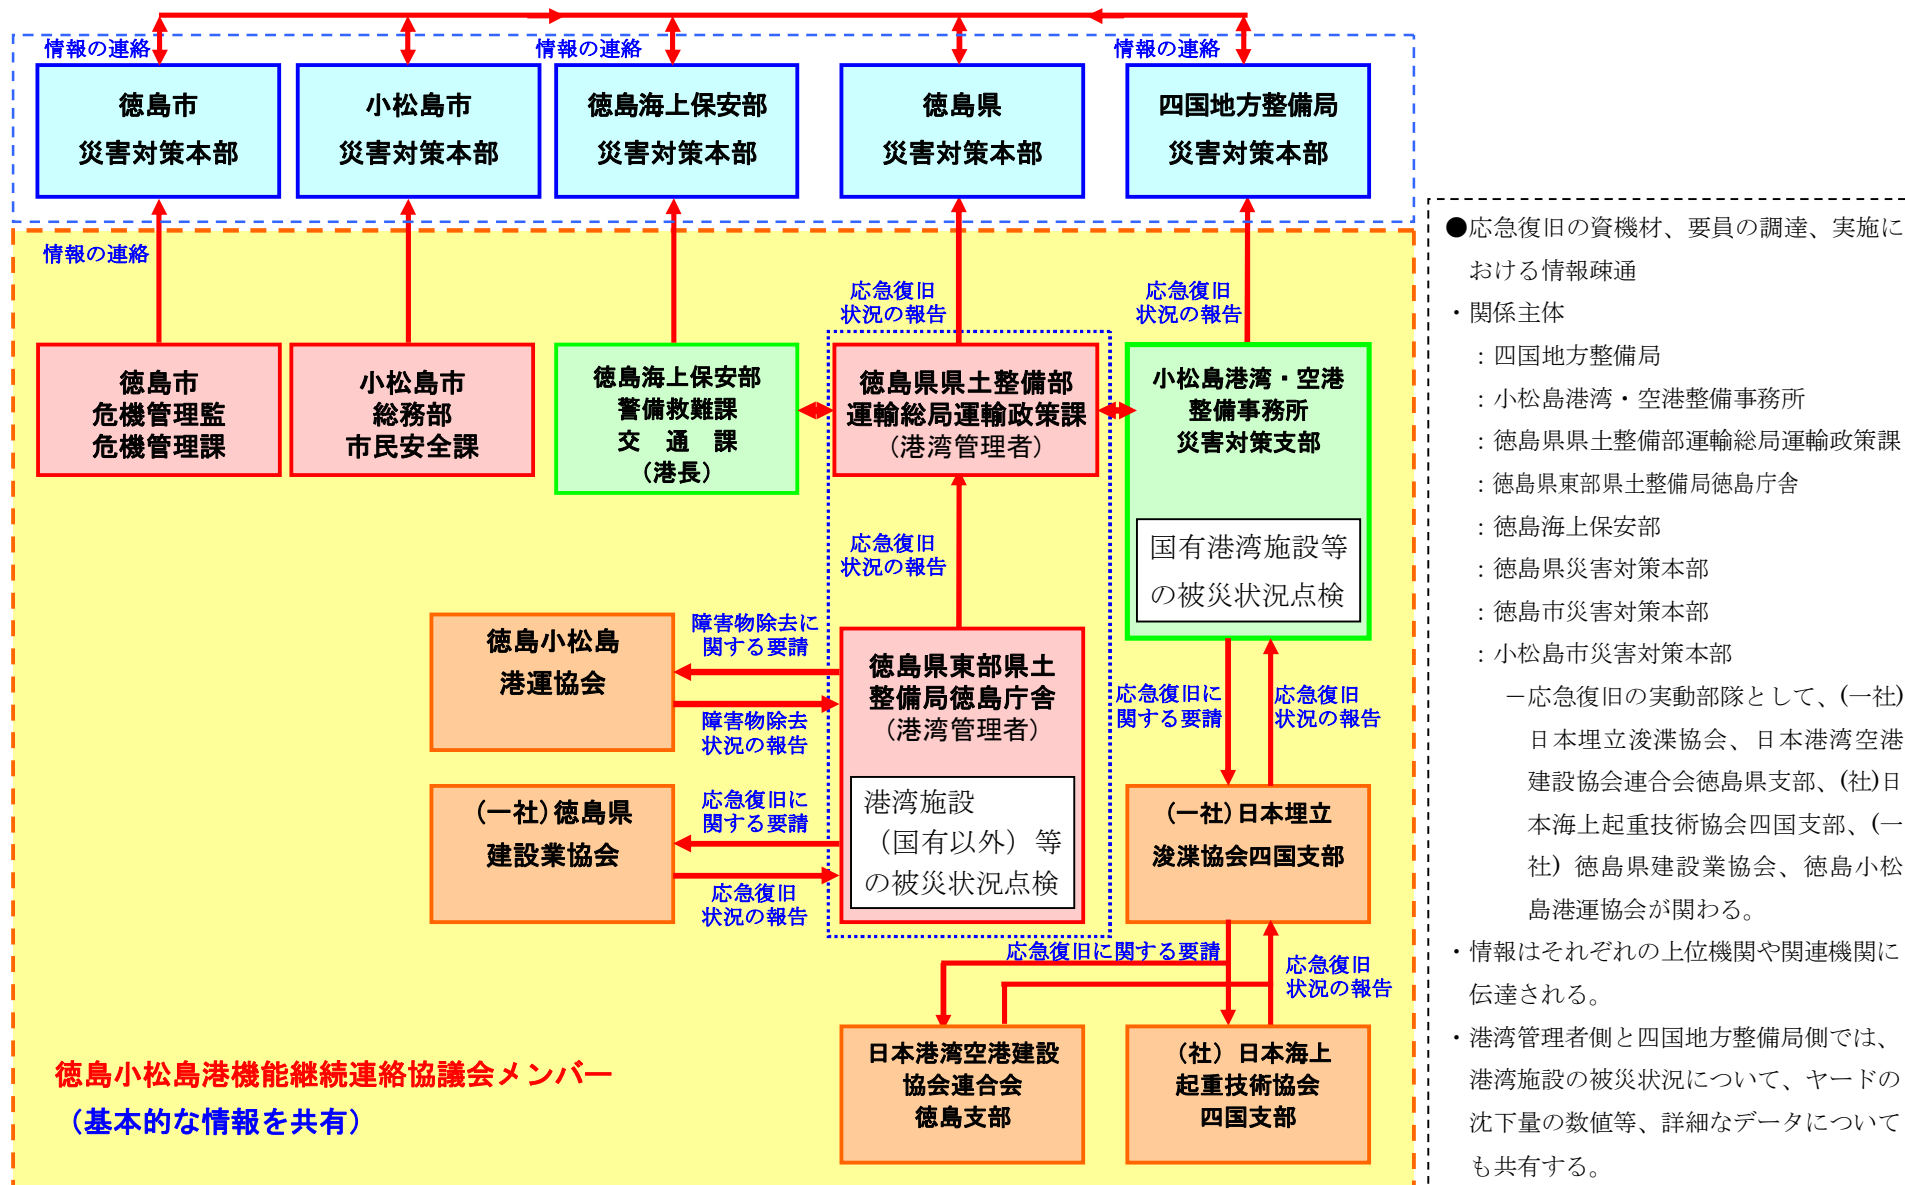 情報の連絡
情報の連絡
情報の連絡
徳島市
災害対策本部
小松島市
災害対策本部
徳島海上保安部
災害対策本部
徳島県
災害対策本部
四国地方整備局
災害対策本部
情報の連絡
応急復旧
状況の報告
応急復旧
状況の報告
徳島市
危機管理監
危機管理課
小松島市
総務部
市民安全課
徳島海上保安部
警備救難課
交　通　課
（港長）
徳島県県土整備部
運輸総局運輸政策課
（港湾管理者）
小松島港湾・空港
整備事務所
災害対策支部
国有港湾施設等
の被災状況点検
応急復旧
状況の報告
徳島小松島
港運協会
障害物除去に
関する要請
障害物除去
状況の報告
徳島県東部県土
整備局徳島庁舎
（港湾管理者）
港湾施設
（国有以外）等
の被災状況点検
応急復旧に
関する要請
応急復旧
状況の報告
(一社)徳島県
建設業協会
応急復旧に
関する要請
応急復旧
状況の報告
(一社)日本埋立
浚渫協会四国支部
応急復旧に関する要請
応急復旧
状況の報告
日本港湾空港建設
協会連合会
徳島支部
（社）日本海上
起重技術協会
四国支部
徳島小松島港機能継続連絡協議会メンバー
（基本的な情報を共有）
●応急復旧の資機材、要員の調達、実施に
おける情報疎通
・関係主体
：四国地方整備局
：小松島港湾・空港整備事務所
：徳島県県土整備部運輸総局運輸政策課
：徳島県東部県土整備局徳島庁舎
：徳島海上保安部
：徳島県災害対策本部
：徳島市災害対策本部
：小松島市災害対策本部
－応急復旧の実動部隊として、(一社)
日本埋立浚渫協会、日本港湾空港
建設協会連合会徳島県支部、(社)日
本海上起重技術協会四国支部、(一
社) 徳島県建設業協会、徳島小松
島港運協会が関わる。
・情報はそれぞれの上位機関や関連機関に
伝達される。
・港湾管理者側と四国地方整備局側では、
港湾施設の被災状況について、ヤードの
沈下量の数値等、詳細なデータについて
も共有する。